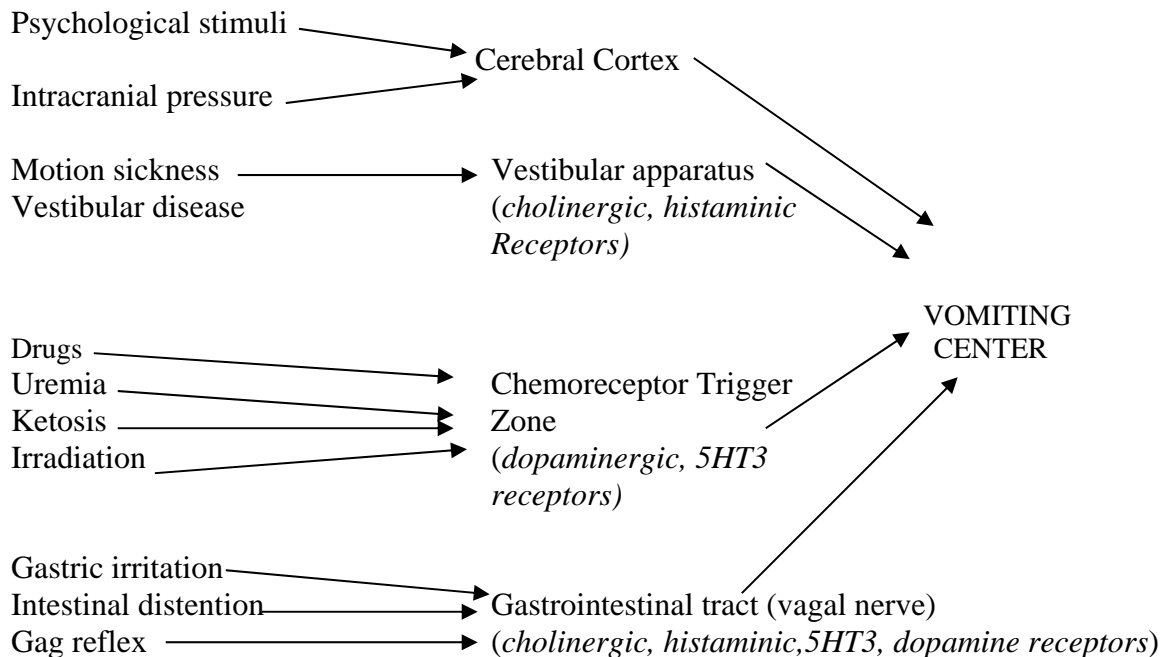 Psychological stimuli
Cerebral Cortex
Intracranial pressure
Motion sickness
Vestibular disease
Vestibular apparatus
(cholinergic, histaminic
Receptors)
VOMITING
CENTER
Drugs
Uremia
Ketosis
Irradiation
Chemoreceptor Trigger
Zone
(dopaminergic, 5HT3
receptors)
Gastric irritation
Intestinal distention
Gag reflex
Gastrointestinal tract (vagal nerve)
(cholinergic, histaminic,5HT3, dopamine receptors)